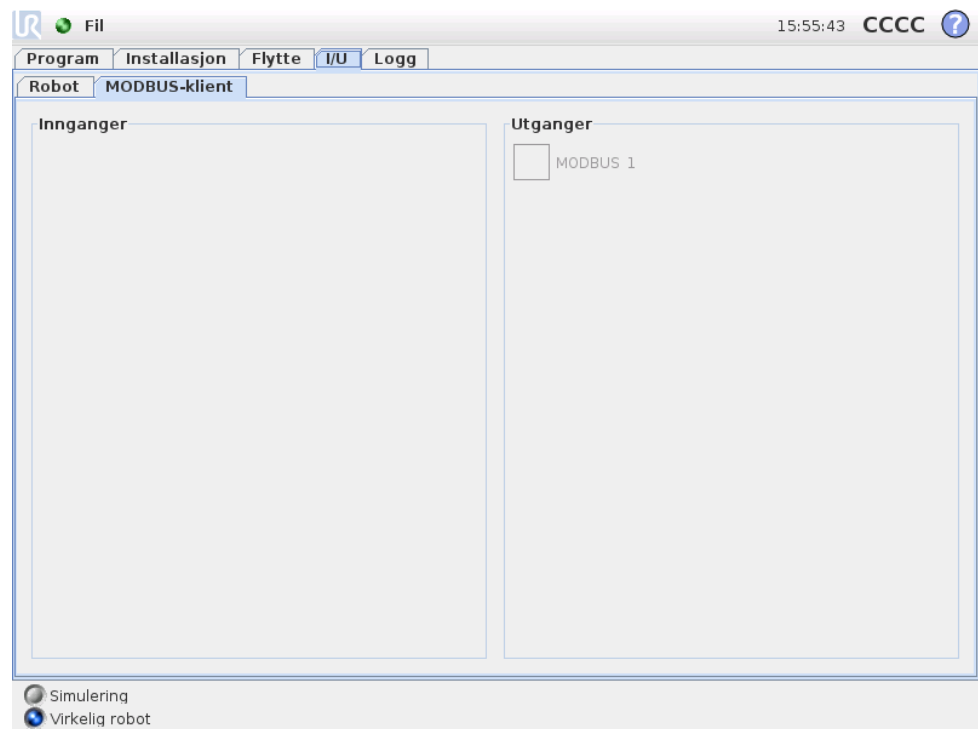 UR Fil 15:55:43 CCCC ?
Program Installasjon Flytte I/U Logg
Robot MODBUS-klient
Innganger Utganger
MODBUS 1
Simulering
Virkelig robot